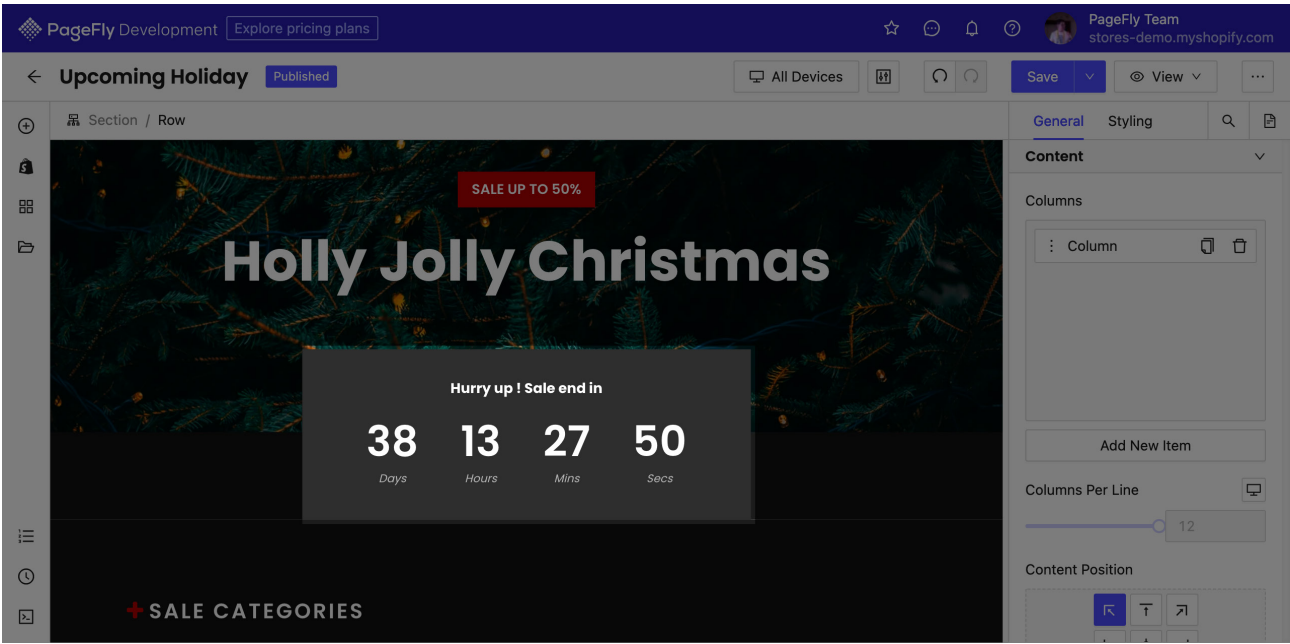 PageFly Development Explore pricing plans
PageFly Team
stores-demo.myshopify.com
Upcoming Holiday Published All Devices Save View
Section / Row
General Styling
Content
Columns
Column
Add New Item
Columns Per Line
12
Content Position
SALE UP TO 50%
Holly Jolly Christmas
Hurry up ! Sale end in
38 13 27 50
Days Hours Mins Secs
SALE CATEGORIES